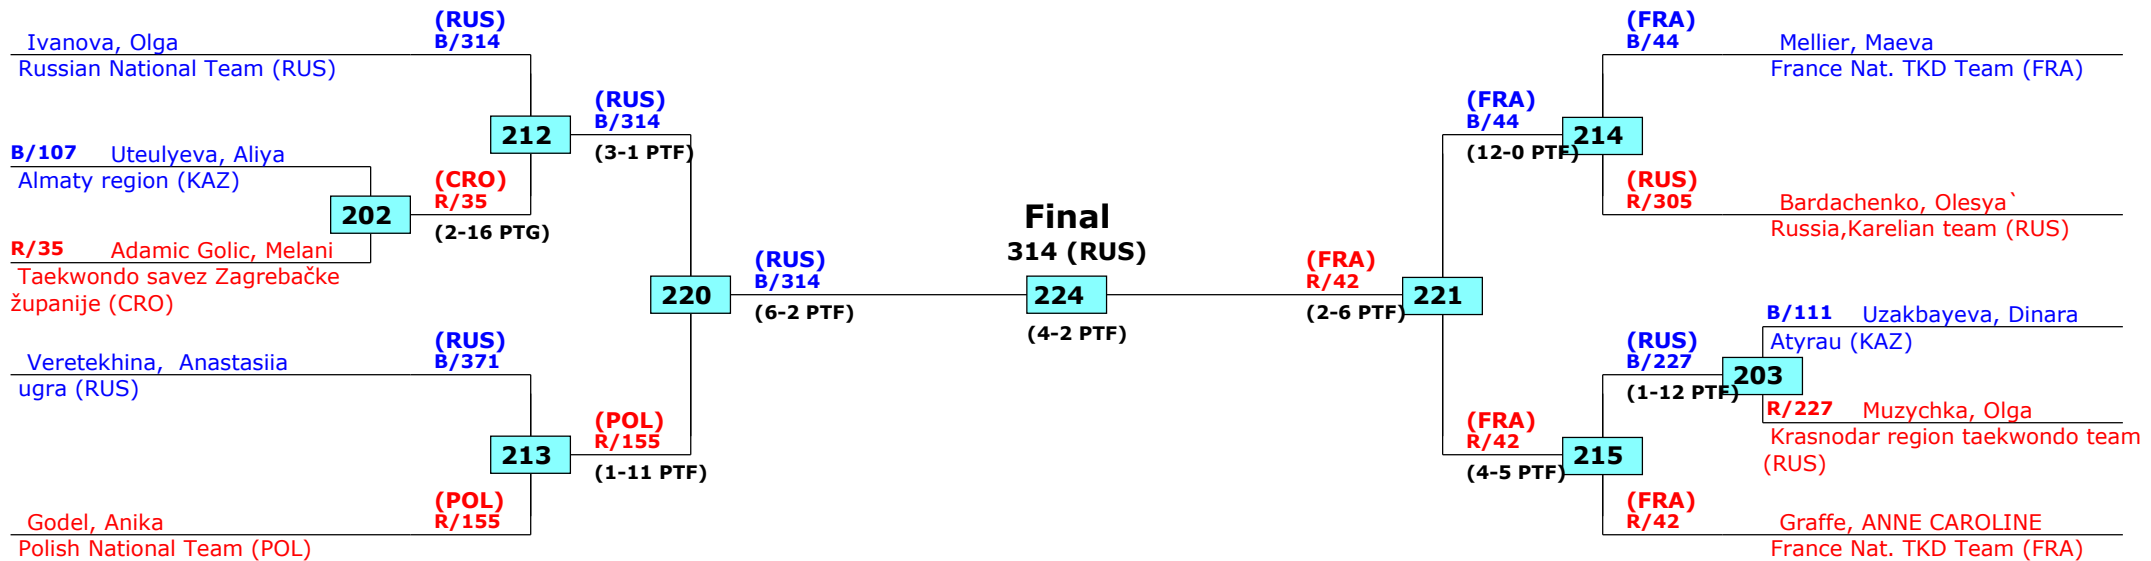 (RUS)
Ivanova, Olga
B/314
Russian National Team (RUS)
(RUS)
B/314
212
(3-1 PTF)
B/107 Uteulyeva, Aliya
Almaty region (KAZ)
(CRO)
R/35
202
(2-16 PTG)
R/35 Adamic Golic, Melani
Taekwondo savez Zagrebačke
županije (CRO)
(RUS)
B/314
220
(6-2 PTF)
(RUS)
Veretekhina, Anastasiia
B/371
ugra (RUS)
(POL)
R/155
213
(1-11 PTF)
(POL)
Godel, Anika
R/155
Polish National Team (POL)
Final
314 (RUS)
224
(4-2 PTF)
(FRA)
R/42
221
(2-6 PTF)
(FRA)
B/44
Mellier, Maeva
France Nat. TKD Team (FRA)
(FRA)
B/44
214
(12-0 PTF)
(RUS)
R/305
Bardachenko, Olesya`
Russia,Karelian team (RUS)
B/111 Uzakbayeva, Dinara
Atyrau (KAZ)
(RUS)
B/227
203
(1-12 PTF)
R/227 Muzychka, Olga
Krasnodar region taekwondo team
(RUS)
(FRA)
R/42
215
(4-5 PTF)
(FRA)
R/42
Graffe, ANNE CAROLINE
France Nat. TKD Team (FRA)